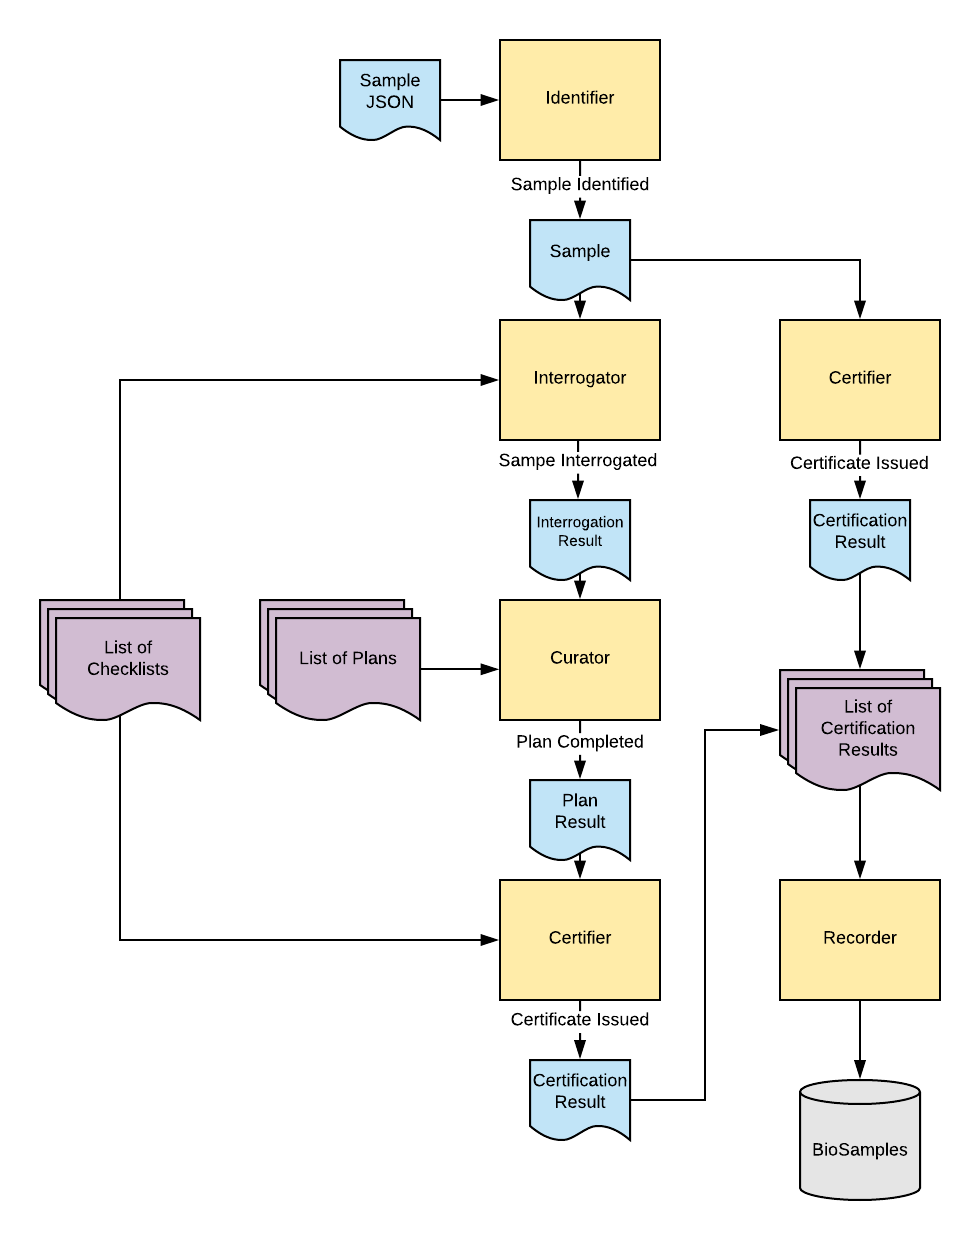 Sample
JSON
Identifier
Sample Identified
Sample
Interrogator
Certifier
Sampe Interrogated
Certificate Issued
Interrogation
Result
Certification
Result
List of
Checklists
List of Plans
Curator
List of
Certification
Results
Plan Completed
Plan
Result
Certifier
Recorder
Certificate Issued
Certification
Result
BioSamples